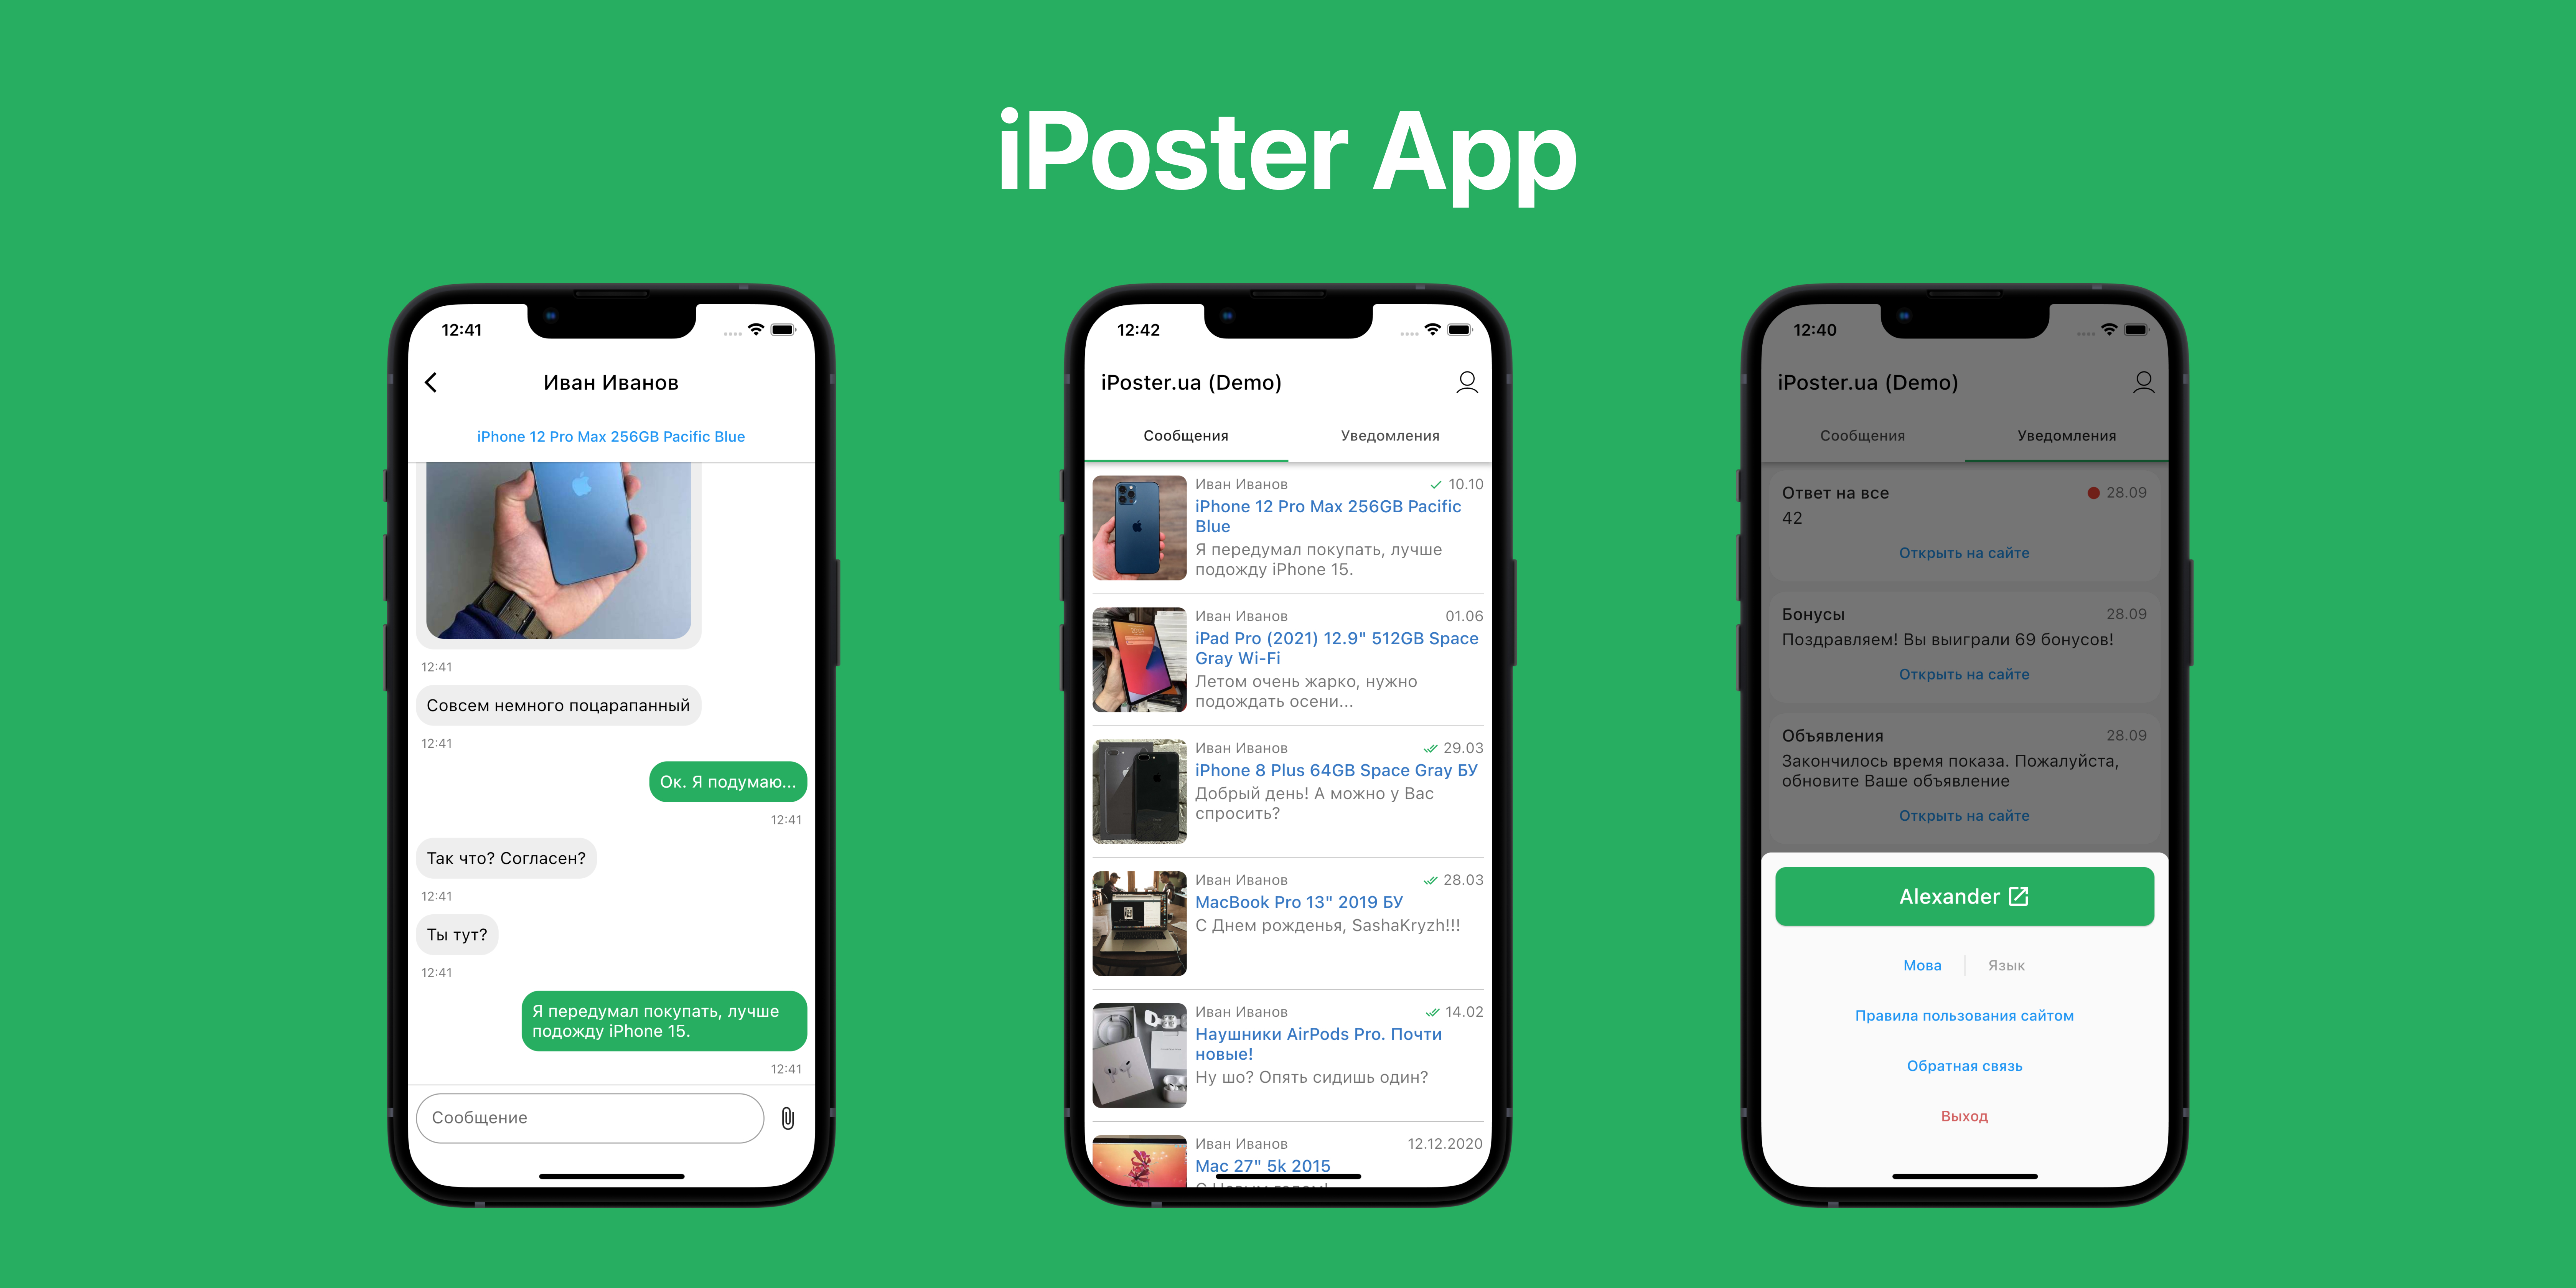 iPoster App
12:41
Иван Иванов
iPhone 12 Pro Max 256GB Pacific Blue
12:41
Совсем немного поцарапанный
12:41
Ок. Я подумаю...
12:41
Так что? Согласен?
12:41
Ты тут?
12:41
Я передумал покупать, лучше
подожду iPhone 15.
12:41
Сообщение
12:42
iPoster.ua (Demo)
Сообщения
Уведомления
Иван Иванов
10.10
iPhone 12 Pro Max 256GB Pacific
Blue
Я передумал покупать, лучше
подожду iPhone 15.
Иван Иванов
01.06
iPad Pro (2021) 12.9" 512GB Space
Gray Wi-Fi
Летом очень жарко, нужно
подождать осени...
Иван Иванов
29.03
iPhone 8 Plus 64GB Space Gray БУ
Добрый день! А можно у Вас
спросить?
Иван Иванов
28.03
MacBook Pro 13" 2019 БУ
С Днем рожденья, SashaKryzh!!!
Иван Иванов
14.02
Наушники AirPods Pro. Почти
новые!
Ну шо? Опять сидишь один?
Иван Иванов
12.12.2020
Mac 27" 5k 2015
12:40
iPoster.ua (Demo)
Сообщения
Уведомления
Ответ на все
28.09
42
Открыть на сайте
Бонусы
28.09
Поздравляем! Вы выиграли 69 бонусов!
Открыть на сайте
Объявления
28.09
Закончилось время показа. Пожалуйста,
обновите Ваше объявление
Открыть на сайте
Alexander
Мова
Язык
Правила пользования сайтом
Обратная связь
Выход